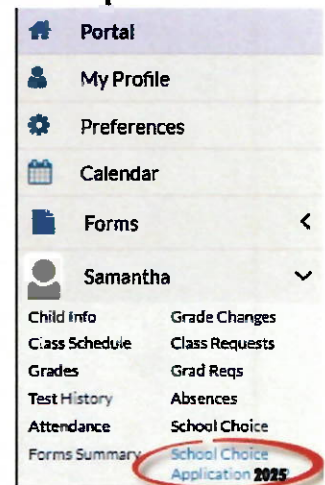 Portal
My Profile
Preferences
Calendar
Forms
Samantha
Child Info Grade Changes
Class Schedule Class Requests
Grades Grad Reqs
Test History Absences
Attendance School Choice
Forms Summary School Choice
Application 2025